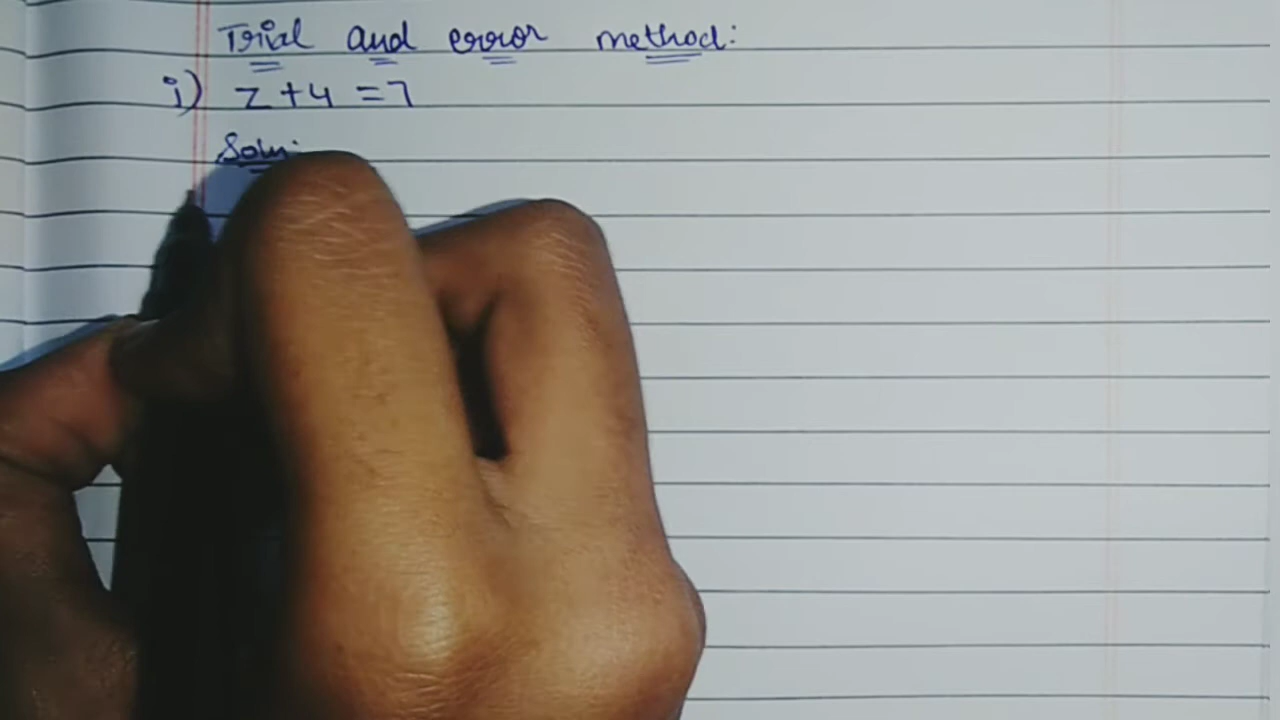 Trial and error method:
i) z+4 =7
Soln: